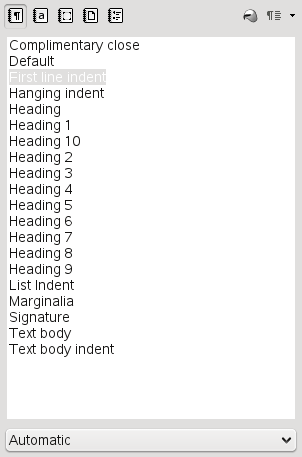 Complimentary close
Default
First line indent
Hanging indent
Heading
Heading 1
Heading 10
Heading 2
Heading 3
Heading 4
Heading 5
Heading 6
Heading 7
Heading 8
Heading 9
List Indent
Marginalia
Signature
Text body
Text body indent
Automatic